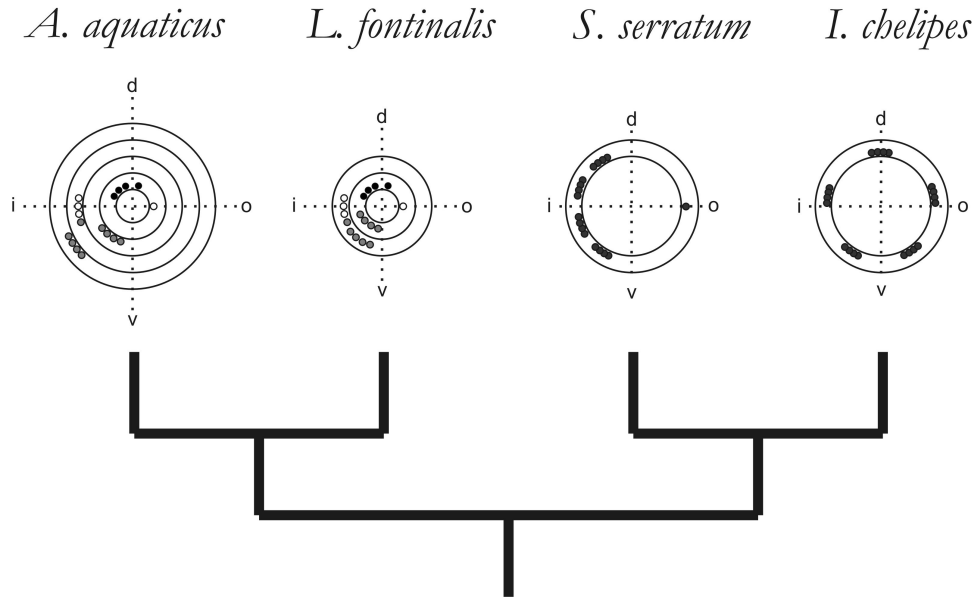 A. aquaticus L. fontinalis S. serratum I. chelipes
d d d d
i o i o i o i o
v v v v